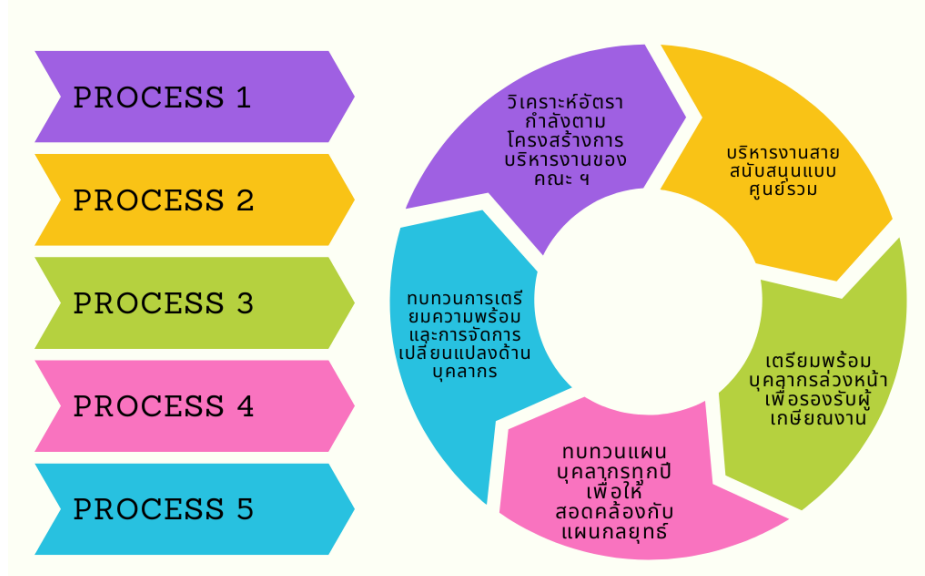 PROCESS 1
PROCESS 2
PROCESS 3
PROCESS 4
PROCESS 5
วิเคราะห์อัตรา
กำลังตาม
โครงสร้างการ
บริหารงานของ
คณะ ฯ
บริหารงานสาย
สนับสนุนแบบ
ศูนย์รวม
เตรียมพร้อม
บุคลากรล่วงหน้า
เพื่อรองรับผู้
เกษียณงาน
ทบทวนแผน
บุคลากรทุกปี
เพื่อให้
สอดคล้องกับ
แผนกลยุทธ์
ทบทวนการเตรี
ยมความพร้อม
และการจัดการ
เปลี่ยนแปลงด้าน
บุคลากร